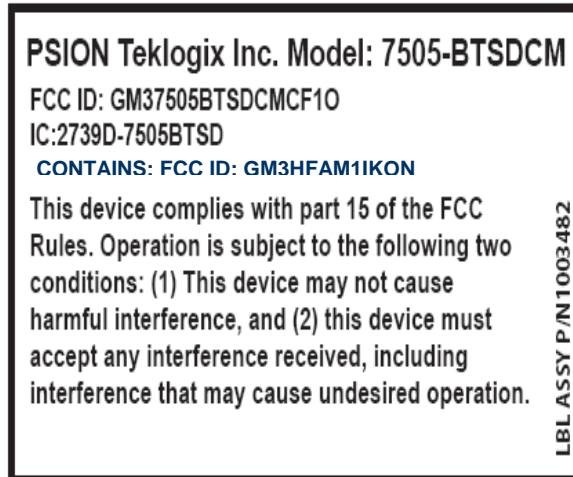 PSION Teklogix Inc. Model: 7505-BTSDCM
FCC ID: GM37505BTSDCMCF1O
IC:2739D-7505BTSD
CONTAINS: FCC ID: GM3HFAM1IKON
This device complies with part 15 of the FCC
Rules. Operation is subject to the following two
conditions: (1) This device may not cause
harmful interference, and (2) this device must
accept any interference received, including
interference that may cause undesired operation.
LBL ASSY P/N1003482